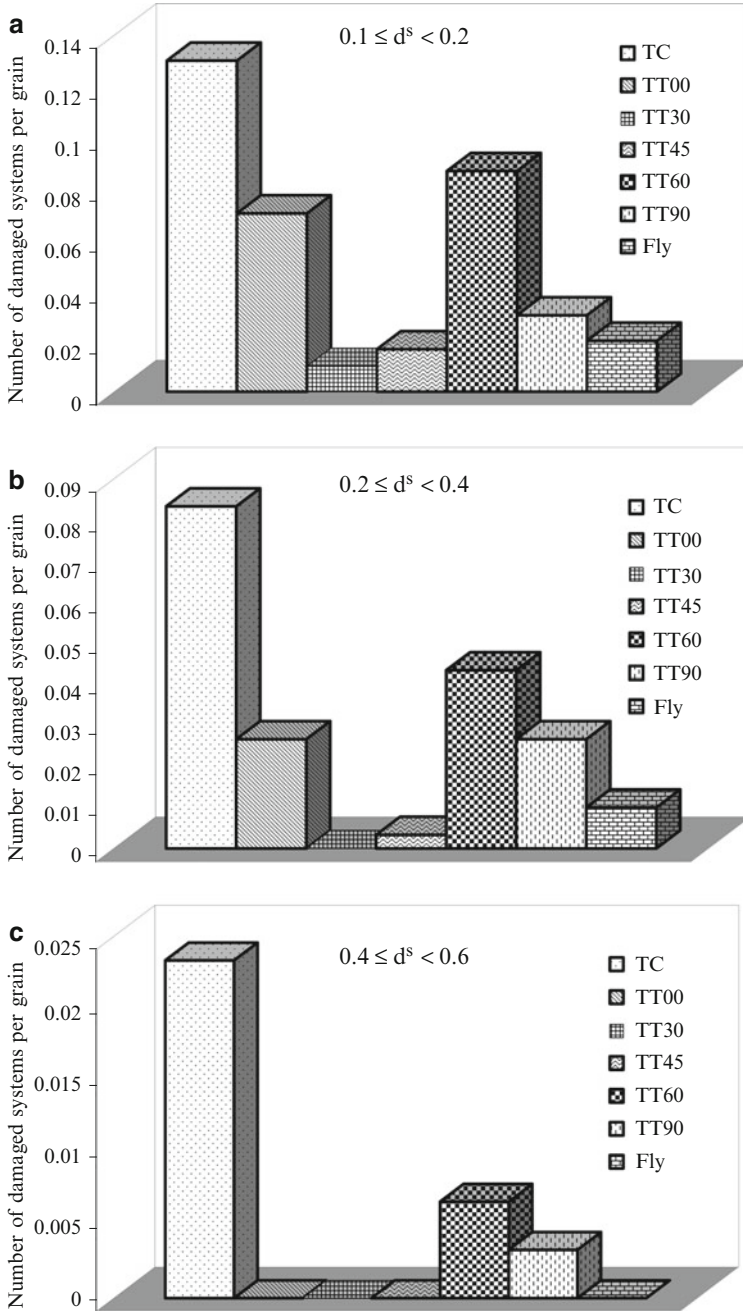 a
0.1 ≤ dˢ < 0.2
Number of damaged systems per grain
0.14
0.12
0.1
0.08
0.06
0.04
0.02
0
TC
TT00
TT30
TT45
TT60
TT90
Fly
b
0.2 ≤ dˢ < 0.4
Number of damaged systems per grain
0.09
0.08
0.07
0.06
0.05
0.04
0.03
0.02
0.01
0
TC
TT00
TT30
TT45
TT60
TT90
Fly
c
0.4 ≤ dˢ < 0.6
Number of damaged systems per grain
0.025
0.02
0.015
0.01
0.005
0
TC
TT00
TT30
TT45
TT60
TT90
Fly